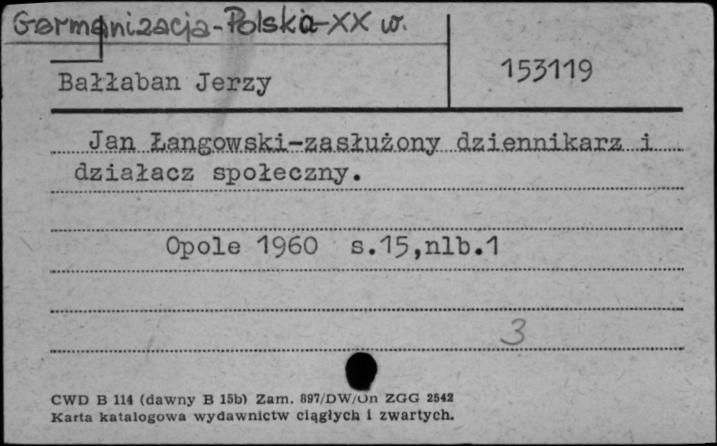 Germanizacja-Polska-XX w.
Bałłaban Jerzy
153119
Jan Łangowski-zasłużony dziennikarz i
działacz społeczny.
Opole 1960 s.15,nlb.1
3
CWD B 114 (dawny B 15b) Zam. 897/DW/Un ZGG 2542
Karta katalogowa wydawnictw ciągłych i zwartych.